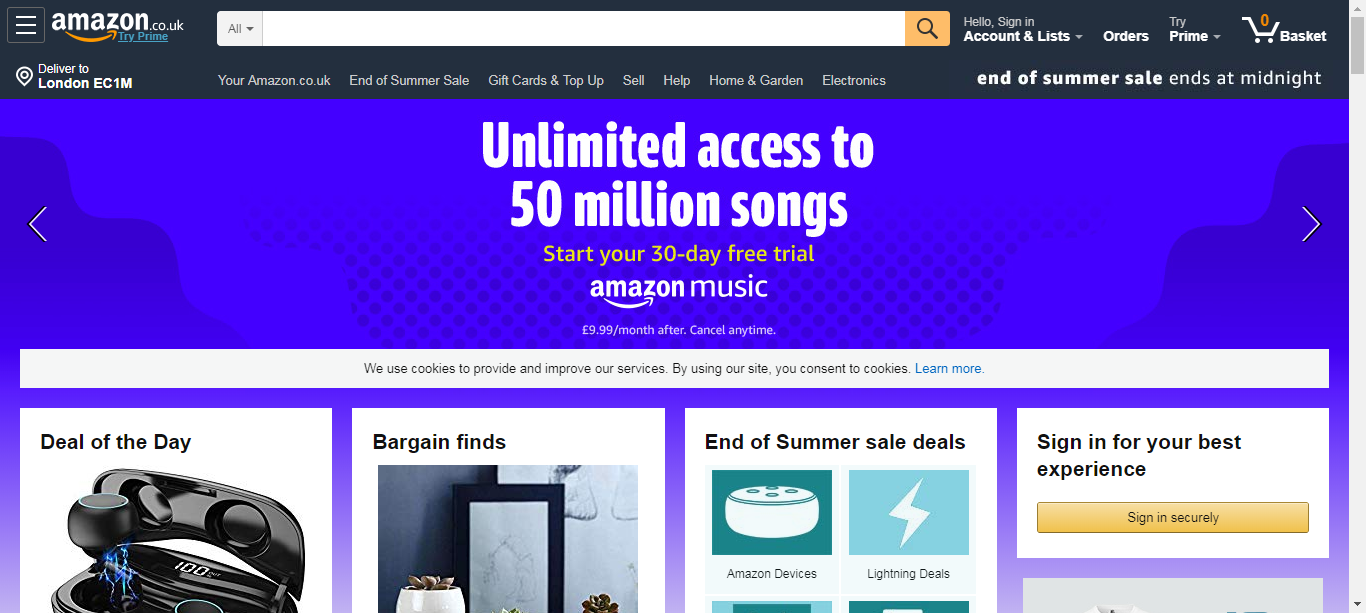 amazon.co.uk
Try Prime
All
Hello, Sign in
Account & Lists
Orders
Try
Prime
0
Basket
Deliver to
London EC1M
Your Amazon.co.uk
End of Summer Sale
Gift Cards & Top Up
Sell
Help
Home & Garden
Electronics
end of summer sale ends at midnight
Unlimited access to
50 million songs
Start your 30-day free trial
amazon music
£9.99/month after. Cancel anytime.
We use cookies to provide and improve our services. By using our site, you consent to cookies. Learn more.
Deal of the Day
100
Bargain finds
End of Summer sale deals
Amazon Devices
Lightning Deals
Sign in for your best
experience
Sign in securely